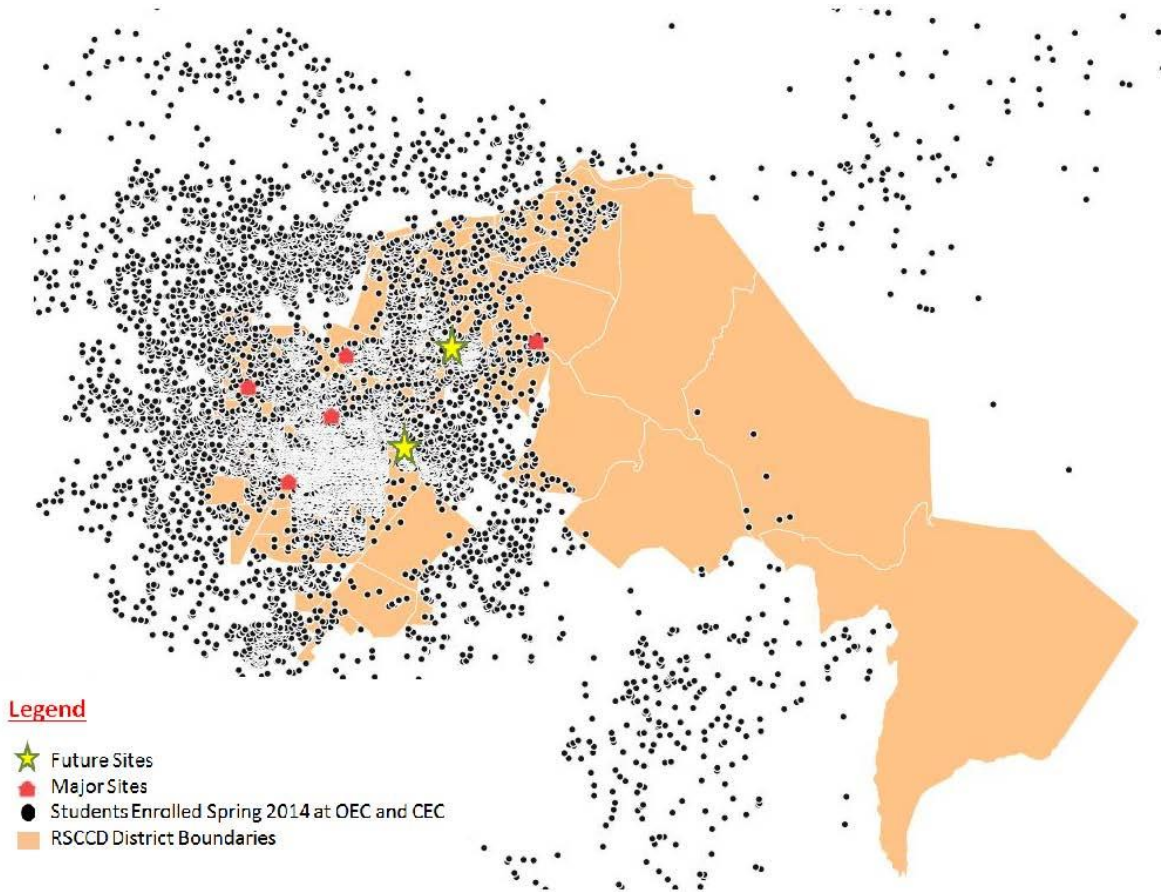 Legend
Future Sites
Major Sites
Students Enrolled Spring 2014 at OEC and CEC
RSCCD District Boundaries